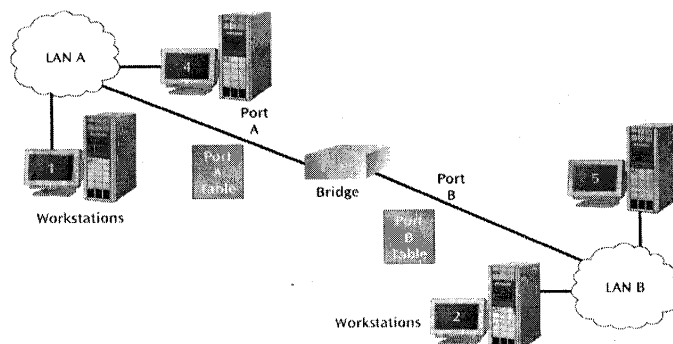 LAN A
4
Port
A
1
Port
A
Table
Bridge
Port
B
5
Workstations
Port
B
Table
LAN B
2
Workstations